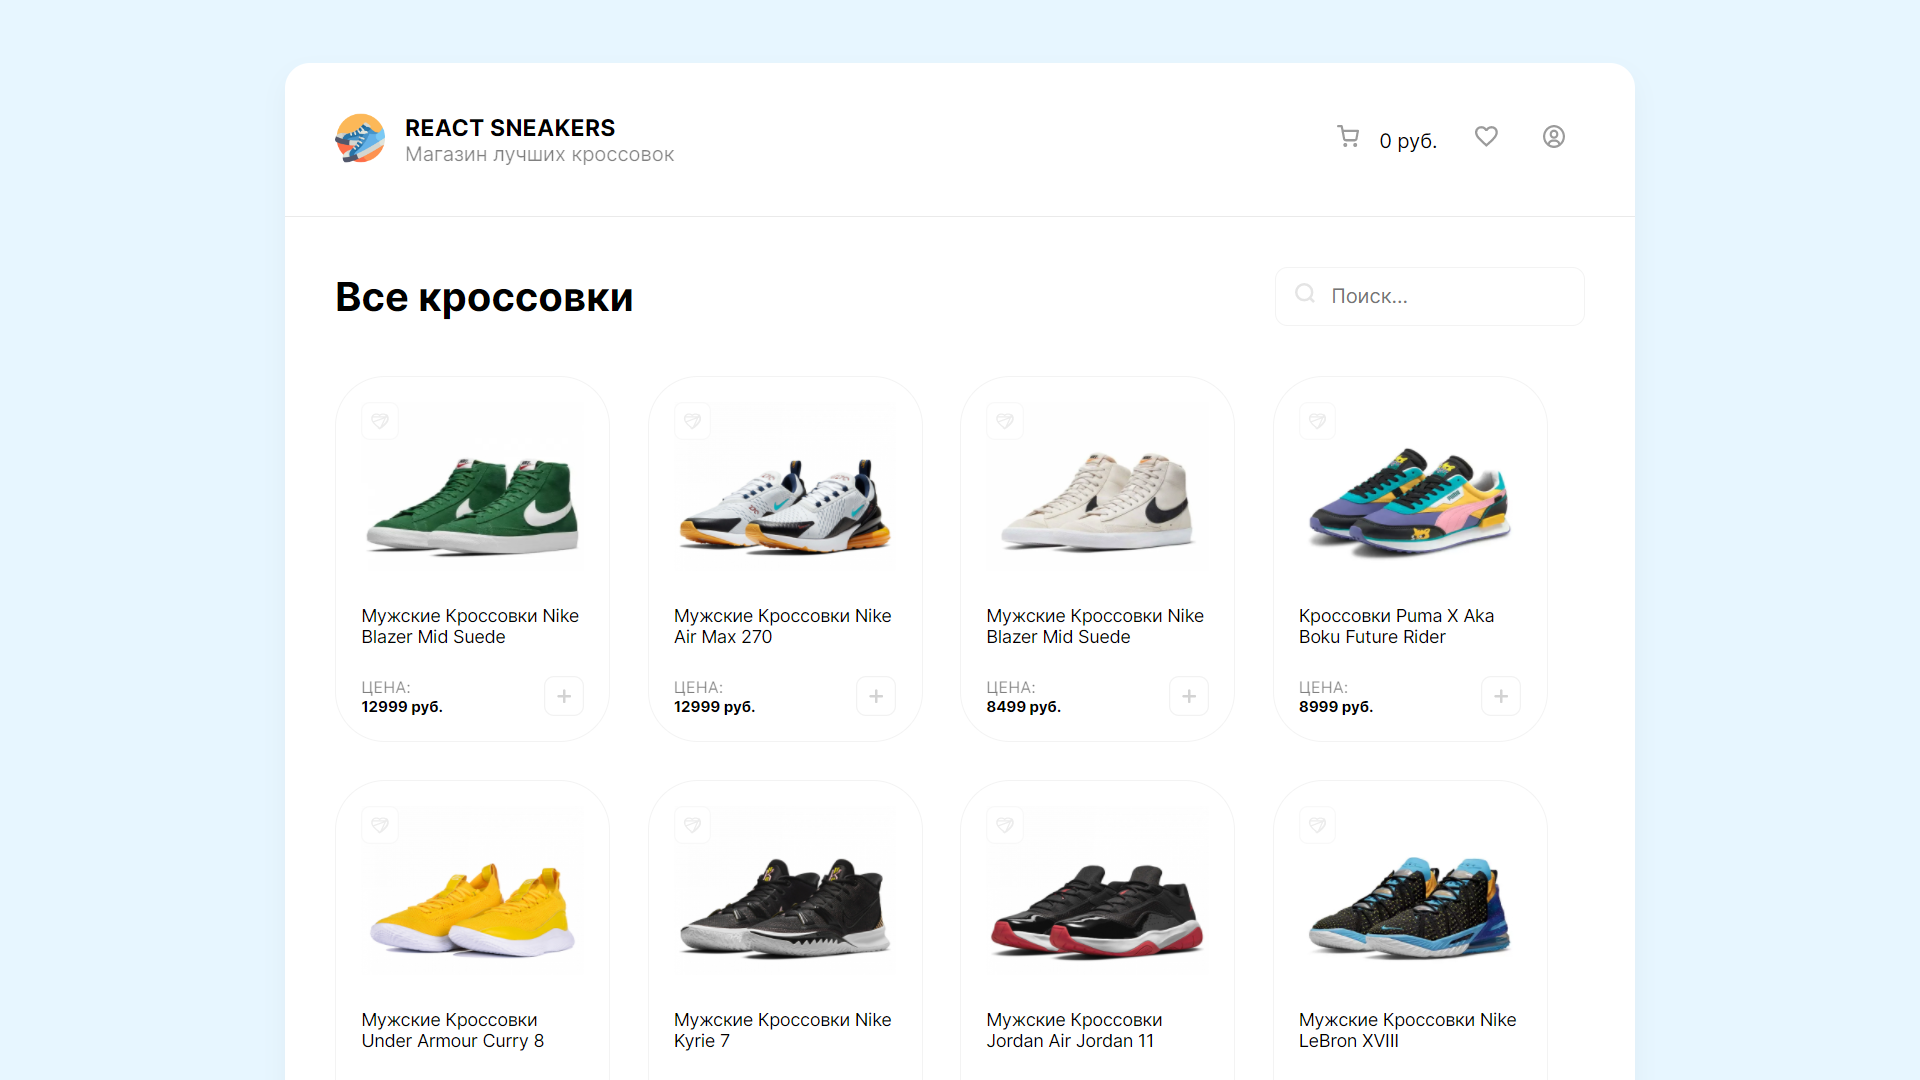 REACT SNEAKERS
Магазин лучших кроссовок
0 руб.
Все кроссовки
Поиск...
Мужские Кроссовки Nike
Blazer Mid Suede
ЦЕНА:
12999 руб.
Мужские Кроссовки Nike
Air Max 270
ЦЕНА:
12999 руб.
Мужские Кроссовки Nike
Blazer Mid Suede
ЦЕНА:
8499 руб.
Кроссовки Puma X Aka
Boku Future Rider
ЦЕНА:
8999 руб.
Мужские Кроссовки
Under Armour Curry 8
Мужские Кроссовки Nike
Kyrie 7
Мужские Кроссовки
Jordan Air Jordan 11
Мужские Кроссовки Nike
LeBron XVIII